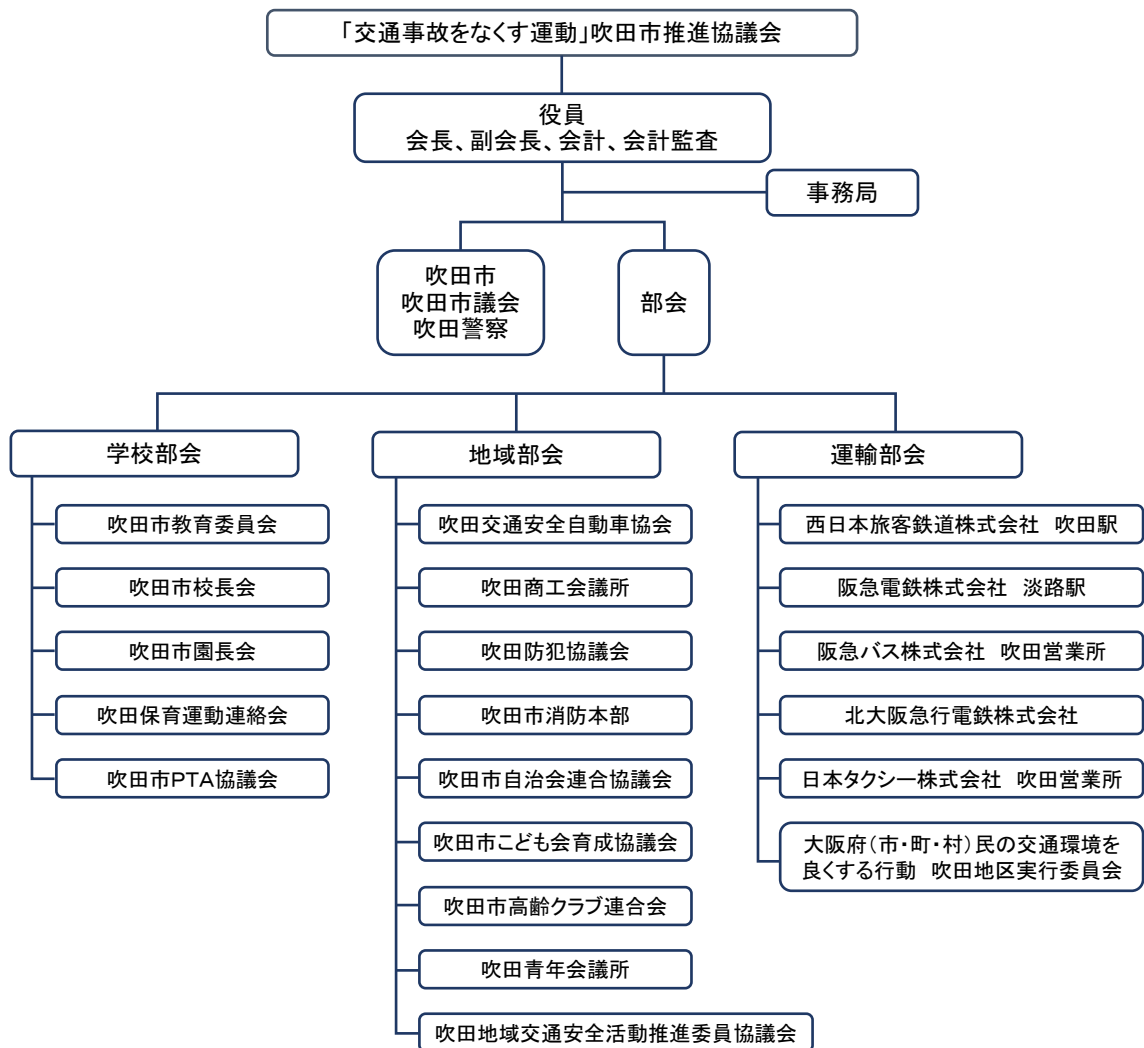 「交通事故をなくす運動」吹田市推進協議会
役員
会長、副会長、会計、会計監査
事務局
吹田市
吹田市議会
吹田警察
部会
学校部会
吹田市教育委員会
吹田市校長会
吹田市園長会
吹田保育運動連絡会
吹田市PTA協議会
地域部会
吹田交通安全自動車協会
吹田商工会議所
吹田防犯協議会
吹田市消防本部
吹田市自治会連合協議会
吹田市こども会育成協議会
吹田市高齢クラブ連合会
吹田青年会議所
吹田地域交通安全活動推進委員協議会
運輸部会
西日本旅客鉄道株式会社 吹田駅
阪急電鉄株式会社 淡路駅
阪急バス株式会社 吹田営業所
北大阪急行電鉄株式会社
日本タクシー株式会社 吹田営業所
大阪府(市・町・村)民の交通環境を
良くする行動 吹田地区実行委員会